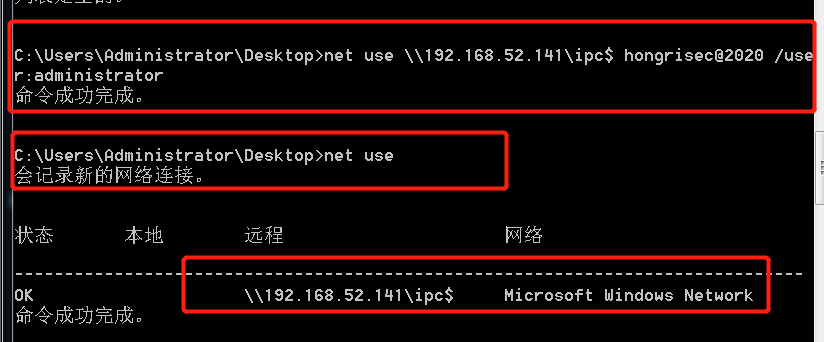 C:\Users\Administrator\Desktop>net use \\192.168.52.141\ipc$ hongrisec@2020 /use
r:administrator
命令成功完成。
C:\Users\Administrator\Desktop>net use
会记录新的网络连接。
状态 本地 远程 网络
-------------------------------------------------------------------------------
OK \\192.168.52.141\ipc$ Microsoft Windows Network
命令成功完成。